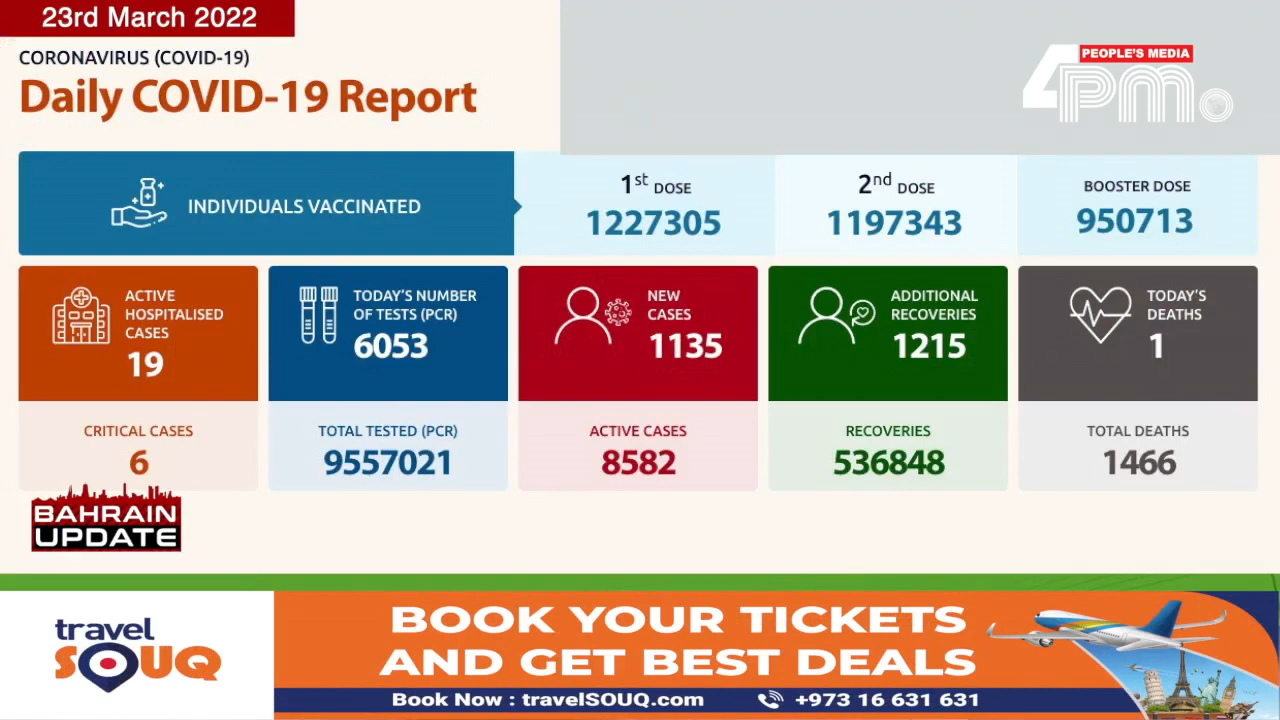 23rd March 2022
CORONAVIRUS (COVID-19)
Daily COVID-19 Report
PEOPLE'S MEDIA
4PM
INDIVIDUALS VACCINATED
1st DOSE
1227305
2nd DOSE
1197343
BOOSTER DOSE
950713
ACTIVE
HOSPITALISED
CASES
19
TODAY'S NUMBER
OF TESTS (PCR)
6053
NEW
CASES
1135
ADDITIONAL
RECOVERIES
1215
TODAY'S
DEATHS
1
CRITICAL CASES
6
TOTAL TESTED (PCR)
9557021
ACTIVE CASES
8582
RECOVERIES
536848
TOTAL DEATHS
1466
BAHRAIN
UPDATE
travel
SOUQ
BOOK YOUR TICKETS
AND GET BEST DEALS
Book Now : travelSOUQ.com
+973 16 631 631